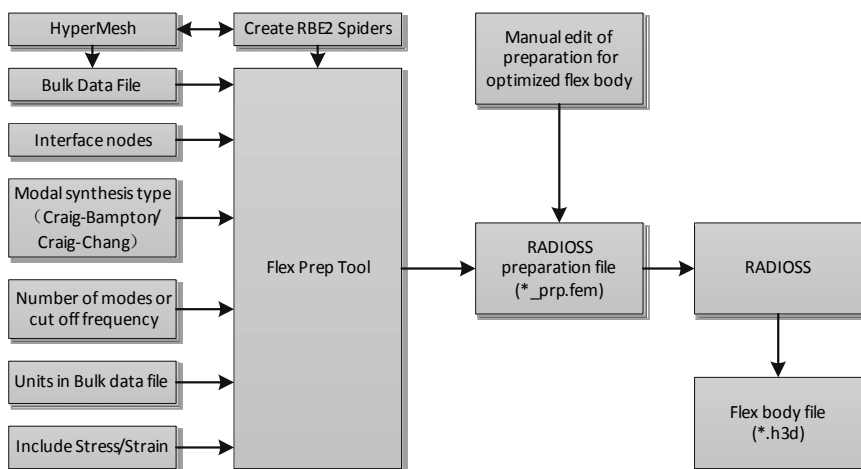 HyperMesh
Create RBE2 Spiders
Bulk Data File
Interface nodes
Modal synthesis type
（Craig-Bampton/
Craig-Chang）
Number of modes or
cut off frequency
Units in Bulk data file
Include Stress/Strain
Flex Prep Tool
Manual edit of
preparation for
optimized flex body
RADIOSS
preparation file
(*_prp.fem)
RADIOSS
Flex body file
(*.h3d)